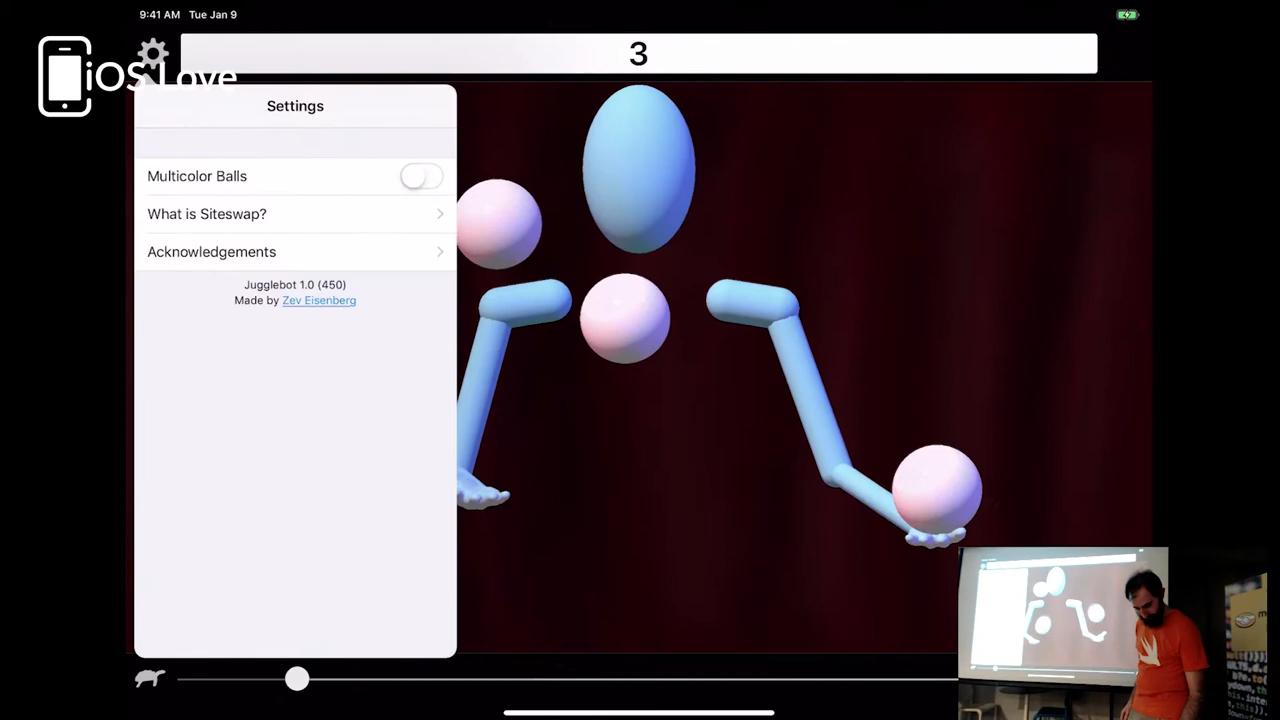 9:41 AM Tue Jan 9
iOS Love
3
Settings
Multicolor Balls
What is Siteswap?
Acknowledgements
Jugglebot 1.0 (450)
Made by Zev Eisenberg